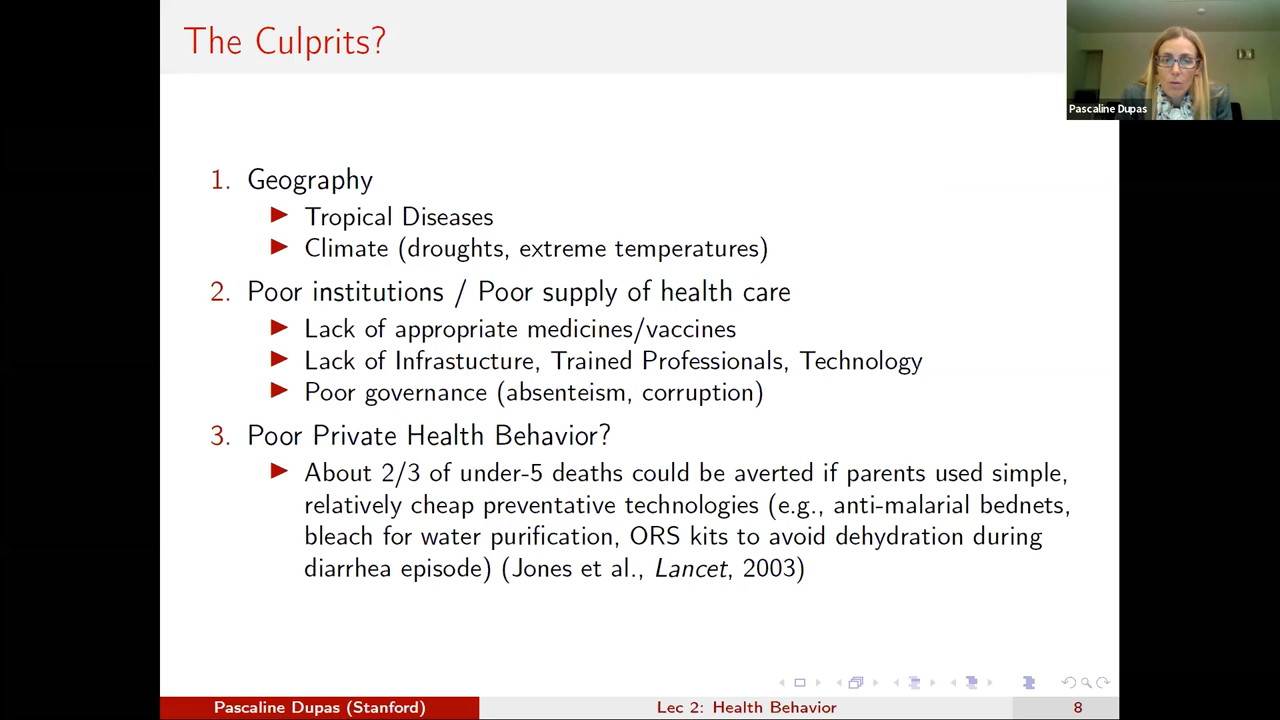 The Culprits?
Pascaline Dupas
1. Geography
Tropical Diseases
Climate (droughts, extreme temperatures)
2. Poor institutions / Poor supply of health care
Lack of appropriate medicines/vaccines
Lack of Infrastucture, Trained Professionals, Technology
Poor governance (absenteism, corruption)
3. Poor Private Health Behavior?
About 2/3 of under-5 deaths could be averted if parents used simple,
relatively cheap preventative technologies (e.g., anti-malarial bednets,
bleach for water purification, ORS kits to avoid dehydration during
diarrhea episode) (Jones et al., Lancet, 2003)
Pascaline Dupas (Stanford)
Lec 2: Health Behavior
8